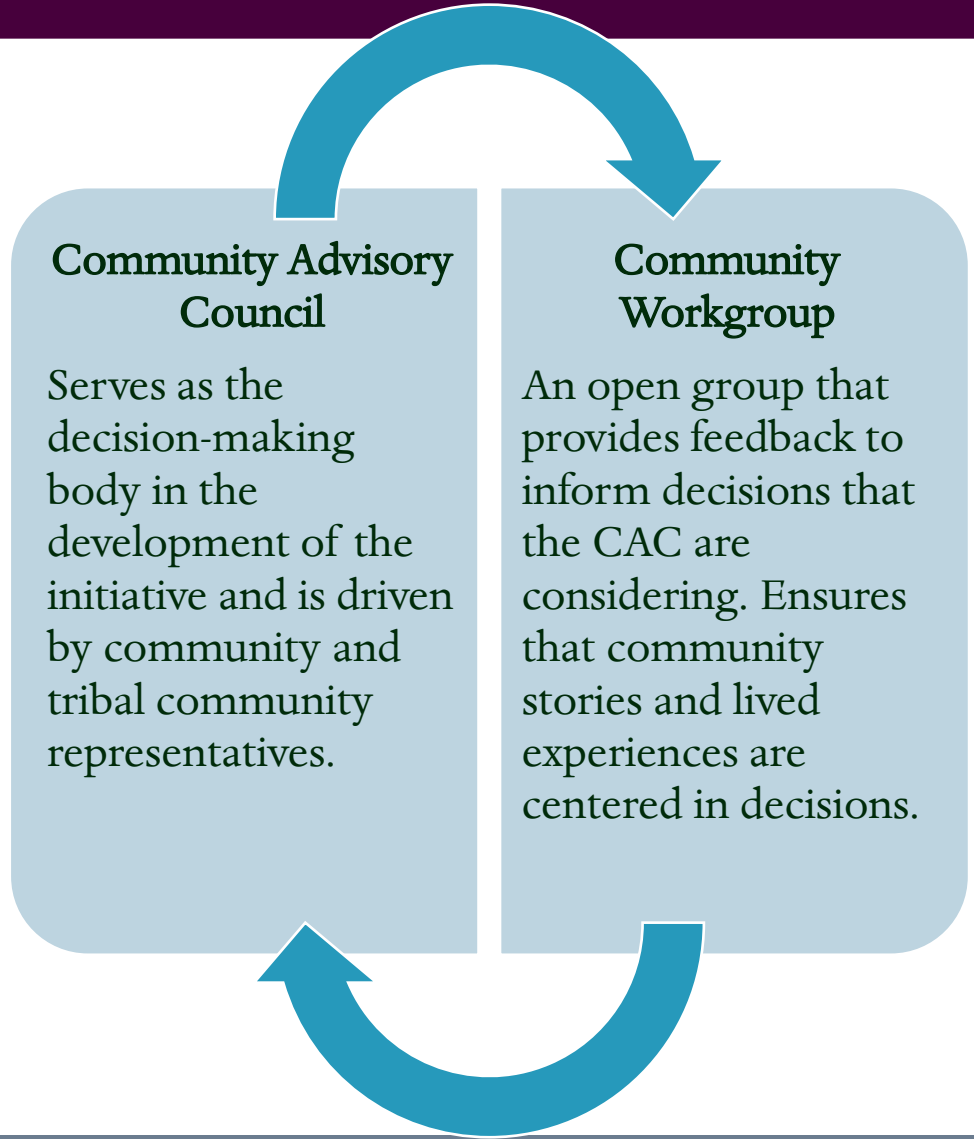 Community Advisory
Council
Serves as the
decision-making
body in the
development of the
initiative and is driven
by community and
tribal community
representatives.
Community
Workgroup
An open group that
provides feedback to
inform decisions that
the CAC are
considering. Ensures
that community
stories and lived
experiences are
centered in decisions.